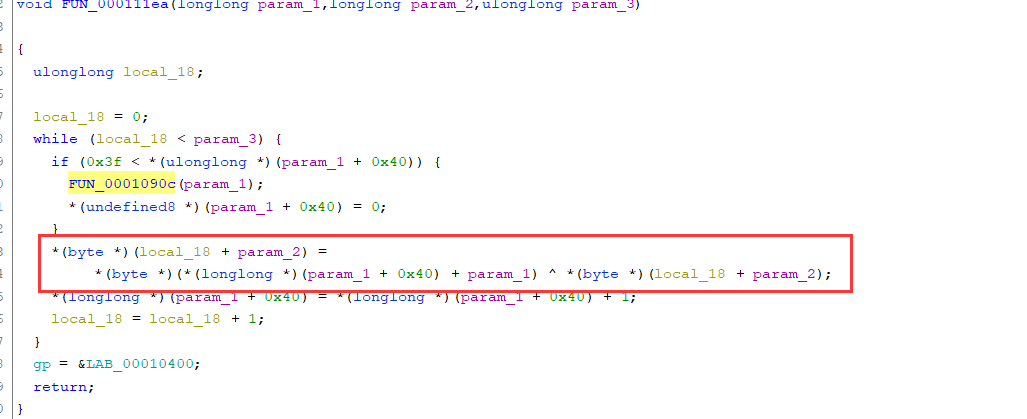 void FUN_000111ea(longlong param_1,longlong param_2,ulonglong param_3)
{
ulonglong local_18;
local_18 = 0;
while (local_18 < param_3) {
if (0x3f < *(ulonglong *)(param_1 + 0x40)) {
FUN_0001090c(param_1);
*(undefined8 *)(param_1 + 0x40) = 0;
}
*(byte *)(local_18 + param_2) =
*(byte *)(*(longlong *)(param_1 + 0x40) + param_1) ^ *(byte *)(local_18 + param_2);
*(longlong *)(param_1 + 0x40) = *(longlong *)(param_1 + 0x40) + 1;
local_18 = local_18 + 1;
}
gp = &LAB_00010400;
return;
}